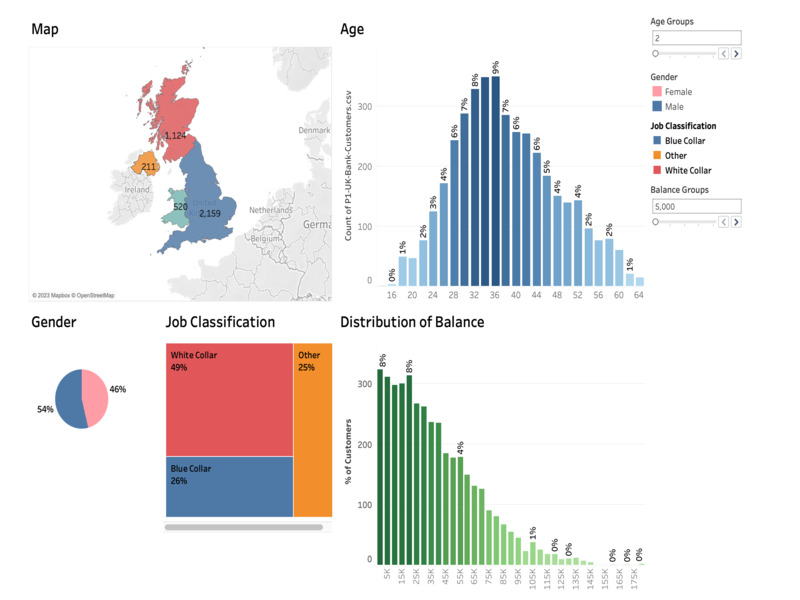 Map
1,124
211
520
2,159
Ireland
United
Denmark
Netherlands
Belgium
Germa
© 2023 Mapbox © OpenStreetMap
Age
Count of P1-UK-Bank-Customers.csv
300
200
100
0
0%
1%
2%
3%
4%
6%
7%
8%
9%
7%
6%
6%
5%
4%
4%
2%
2%
1%
16 20 24 28 32 36 40 44 48 52 56 60 64
Age Groups
2
Gender
Female
Male
Job Classification
Blue Collar
Other
White Collar
Balance Groups
5,000
Gender
54%
46%
Job Classification
White Collar
49%
Other
25%
Blue Collar
26%
Distribution of Balance
% of Customers
300
200
100
0
8%
8%
4%
1%
0%
0%
0%
0%
0%
5K 15K 25K 35K 45K 55K 65K 75K 85K 95K 105K 115K 125K 135K 145K 155K 165K 175K